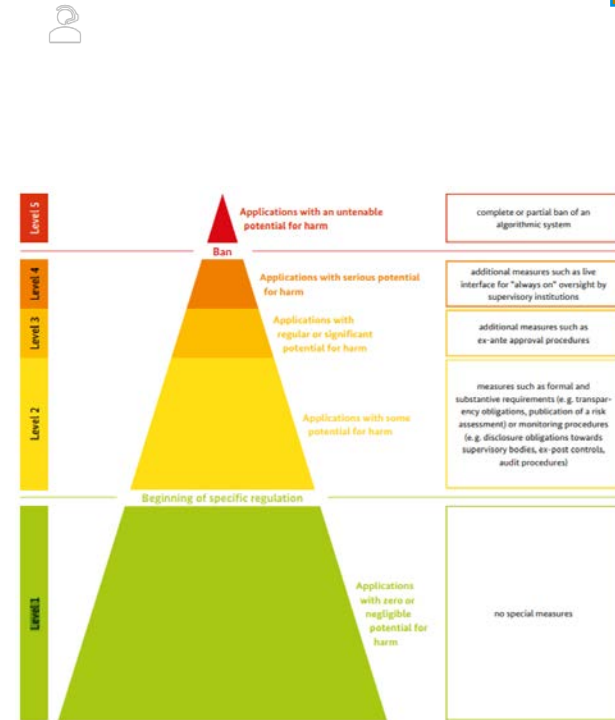 Level 5
Applications with an untenable
potential for harm
complete or partial ban of an
algorithmic system
Ban
Level 4
Applications with serious potential
for harm
additional measures such as live
interface for "always on" oversight by
supervisory institutions
Level 3
Applications with
regular or significant
potential for harm
additional measures such as
ex-ante approval procedures
Level 2
Applications with some
potential for harm
measures such as formal and
substantive requirements (e.g. transpar-
ency obligations, publication of a risk
assessment) or monitoring procedures
(e.g. disclosure obligations towards
supervisory bodies, ex-post controls,
audit procedures)
Beginning of specific regulation
Level1
Applications
with zero or
negligible
potential for
harm
no special measures